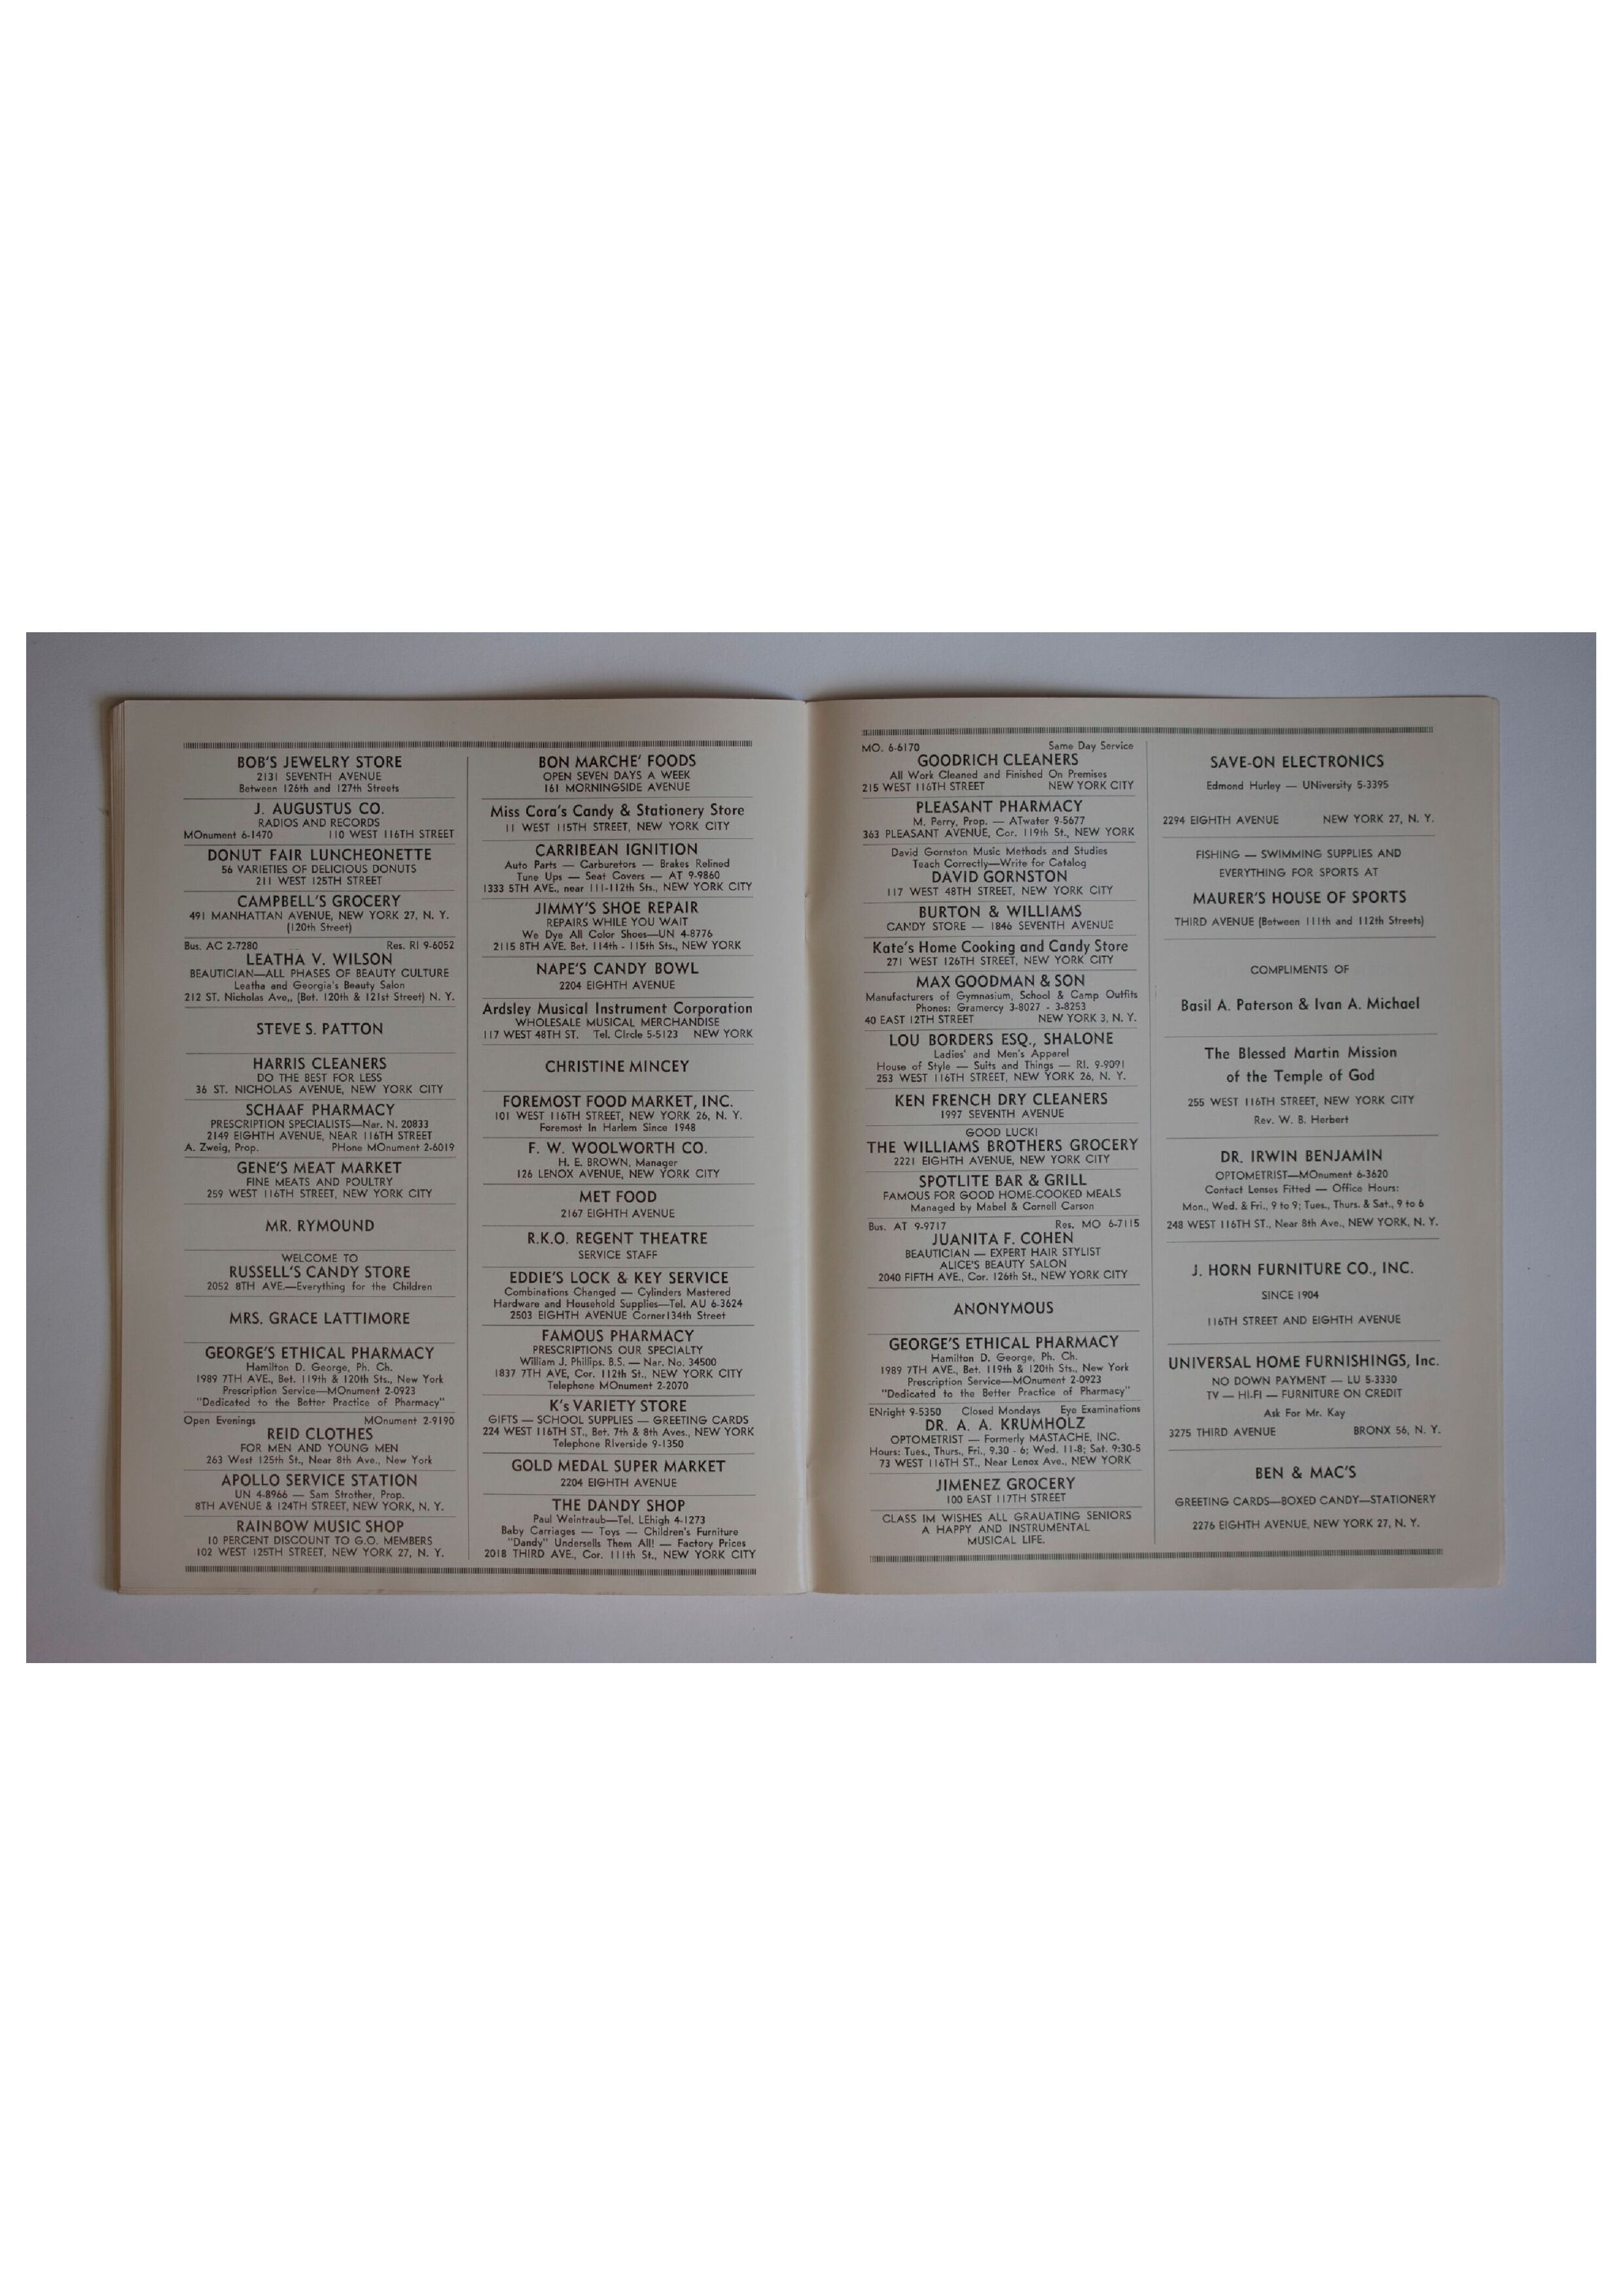 BOB'S JEWELRY STORE
2131 SEVENTH AVENUE
Between 126th and 127th Streets
J. AUGUSTUS CO.
RADIOS AND RECORDS
MOnument 6-1470 110 WEST 116TH STREET
DONUT FAIR LUNCHEONETTE
56 VARIETIES OF DELICIOUS DONUTS
211 WEST 125TH STREET
CAMPBELL'S GROCERY
491 MANHATTAN AVENUE, NEW YORK 27, N. Y.
(120th Street)
Bus. AC 2-7280 Res. RI 9-6052
LEATHA V. WILSON
BEAUTICIAN—ALL PHASES OF BEAUTY CULTURE
Leatha and Georgia's Beauty Salon
212 ST. Nicholas Ave,, (Bet. 120th & 121st Street) N. Y.
STEVE S. PATTON
HARRIS CLEANERS
DO THE BEST FOR LESS
36 ST. NICHOLAS AVENUE, NEW YORK CITY
SCHAAF PHARMACY
PRESCRIPTION SPECIALISTS—Nar. N. 20833
2149 EIGHTH AVENUE, NEAR 116TH STREET
A. Zweig, Prop. PHone MOnument 2-6019
GENE'S MEAT MARKET
FINE MEATS AND POULTRY
259 WEST 116TH STREET, NEW YORK CITY
MR. RYMOUND
WELCOME TO
RUSSELL'S CANDY STORE
2052 8TH AVE.—Everything for the Children
MRS. GRACE LATTIMORE
GEORGE'S ETHICAL PHARMACY
Hamilton D. George, Ph. Ch.
1989 7TH AVE., Bet. 119th & 120th Sts., New York
Prescription Service—MOnument 2-0923
"Dedicated to the Better Practice of Pharmacy"
Open Evenings MOnument 2-9190
REID CLOTHES
FOR MEN AND YOUNG MEN
263 West 125th St., Near 8th Ave., New York
APOLLO SERVICE STATION
UN 4-8966 — Sam Strother, Prop.
8TH AVENUE & 124TH STREET, NEW YORK, N. Y.
RAINBOW MUSIC SHOP
10 PERCENT DISCOUNT TO G.O. MEMBERS
102 WEST 125TH STREET, NEW YORK 27, N. Y.
BON MARCHE' FOODS
OPEN SEVEN DAYS A WEEK
161 MORNINGSIDE AVENUE
Miss Cora's Candy & Stationery Store
11 WEST 115TH STREET, NEW YORK CITY
CARRIBEAN IGNITION
Auto Parts — Carburetors — Brakes Relined
Tune Ups — Seat Covers — AT 9-9860
1333 5TH AVE., near 111-112th Sts., NEW YORK CITY
JIMMY'S SHOE REPAIR
REPAIRS WHILE YOU WAIT
We Dye All Color Shoes—UN 4-8776
2115 8TH AVE. Bet. 114th - 115th Sts., NEW YORK
NAPE'S CANDY BOWL
2204 EIGHTH AVENUE
Ardsley Musical Instrument Corporation
WHOLESALE MUSICAL MERCHANDISE
117 WEST 48TH ST. Tel. CIrcle 5-5123 NEW YORK
CHRISTINE MINCEY
FOREMOST FOOD MARKET, INC.
101 WEST 116TH STREET, NEW YORK 26, N. Y.
Foremost In Harlem Since 1948
F. W. WOOLWORTH CO.
H. E. BROWN, Manager
126 LENOX AVENUE, NEW YORK CITY
MET FOOD
2167 EIGHTH AVENUE
R.K.O. REGENT THEATRE
SERVICE STAFF
EDDIE'S LOCK & KEY SERVICE
Combinations Changed — Cylinders Mastered
Hardware and Household Supplies—Tel. AU 6-3624
2503 EIGHTH AVENUE Corner134th Street
FAMOUS PHARMACY
PRESCRIPTIONS OUR SPECIALTY
William J. Phillips, B.S. — Nar. No. 34500
1837 7TH AVE, Cor. 112th St., NEW YORK CITY
Telephone MOnument 2-2070
K's VARIETY STORE
GIFTS — SCHOOL SUPPLIES — GREETING CARDS
224 WEST 116TH ST., Bet. 7th & 8th Aves., NEW YORK
Telephone RIverside 9-1350
GOLD MEDAL SUPER MARKET
2204 EIGHTH AVENUE
THE DANDY SHOP
Paul Weintraub—Tel. LEhigh 4-1273
Baby Carriages — Toys — Children's Furniture
"Dandy" Undersells Them All! — Factory Prices
2018 THIRD AVE., Cor. 111th St., NEW YORK CITY
MO. 6-6170 Same Day Service
GOODRICH CLEANERS
All Work Cleaned and Finished On Premises
215 WEST 116TH STREET NEW YORK CITY
PLEASANT PHARMACY
M. Perry, Prop. — ATwater 9-5677
363 PLEASANT AVENUE, Cor. 119th St., NEW YORK
David Gornston Music Methods and Studies
Teach Correctly—Write for Catalog
DAVID GORNSTON
117 WEST 48TH STREET, NEW YORK CITY
BURTON & WILLIAMS
CANDY STORE — 1846 SEVENTH AVENUE
Kate's Home Cooking and Candy Store
271 WEST 126TH STREET, NEW YORK CITY
MAX GOODMAN & SON
Manufacturers of Gymnasium, School & Camp Outfits
Phones: Gramercy 3-8027 - 3-8253
40 EAST 12TH STREET NEW YORK 3, N. Y.
LOU BORDERS ESQ., SHALONE
Ladies' and Men's Apparel
House of Style — Suits and Things — RI. 9-9091
253 WEST 116TH STREET, NEW YORK 26, N. Y.
KEN FRENCH DRY CLEANERS
1997 SEVENTH AVENUE
GOOD LUCK!
THE WILLIAMS BROTHERS GROCERY
2221 EIGHTH AVENUE, NEW YORK CITY
SPOTLITE BAR & GRILL
FAMOUS FOR GOOD HOME-COOKED MEALS
Managed by Mabel & Cornell Carson
Bus. AT 9-9717 Res. MO 6-7115
JUANITA F. COHEN
BEAUTICIAN — EXPERT HAIR STYLIST
ALICE'S BEAUTY SALON
2040 FIFTH AVE., Cor. 126th St., NEW YORK CITY
ANONYMOUS
GEORGE'S ETHICAL PHARMACY
Hamilton D. George, Ph. Ch.
1989 7TH AVE., Bet. 119th & 120th Sts., New York
Prescription Service—MOnument 2-0923
"Dedicated to the Better Practice of Pharmacy"
ENright 9-5350 Closed Mondays Eye Examinations
DR. A. A. KRUMHOLZ
OPTOMETRIST — Formerly MASTACHE, INC.
Hours: Tues., Thurs., Fri., 9.30 - 6; Wed. 11-8; Sat. 9:30-5
73 WEST 116TH ST., Near Lenox Ave., NEW YORK
JIMENEZ GROCERY
100 EAST 117TH STREET
CLASS IM WISHES ALL GRAUATING SENIORS
A HAPPY AND INSTRUMENTAL
MUSICAL LIFE.
SAVE-ON ELECTRONICS
Edmond Hurley — UNiversity 5-3395
2294 EIGHTH AVENUE NEW YORK 27, N. Y.
FISHING — SWIMMING SUPPLIES AND
EVERYTHING FOR SPORTS AT
MAURER'S HOUSE OF SPORTS
THIRD AVENUE (Between 111th and 112th Streets)
COMPLIMENTS OF
Basil A. Paterson & Ivan A. Michael
The Blessed Martin Mission
of the Temple of God
255 WEST 116TH STREET, NEW YORK CITY
Rev. W. B. Herbert
DR. IRWIN BENJAMIN
OPTOMETRIST—MOnument 6-3620
Contact Lenses Fitted — Office Hours:
Mon., Wed. & Fri., 9 to 9; Tues., Thurs. & Sat., 9 to 6
248 WEST 116TH ST., Near 8th Ave., NEW YORK, N. Y.
J. HORN FURNITURE CO., INC.
SINCE 1904
116TH STREET AND EIGHTH AVENUE
UNIVERSAL HOME FURNISHINGS, Inc.
NO DOWN PAYMENT — LU 5-3330
TV — HI-FI — FURNITURE ON CREDIT
Ask For Mr. Kay
3275 THIRD AVENUE BRONX 56, N. Y.
BEN & MAC'S
GREETING CARDS—BOXED CANDY—STATIONERY
2276 EIGHTH AVENUE, NEW YORK 27, N. Y.